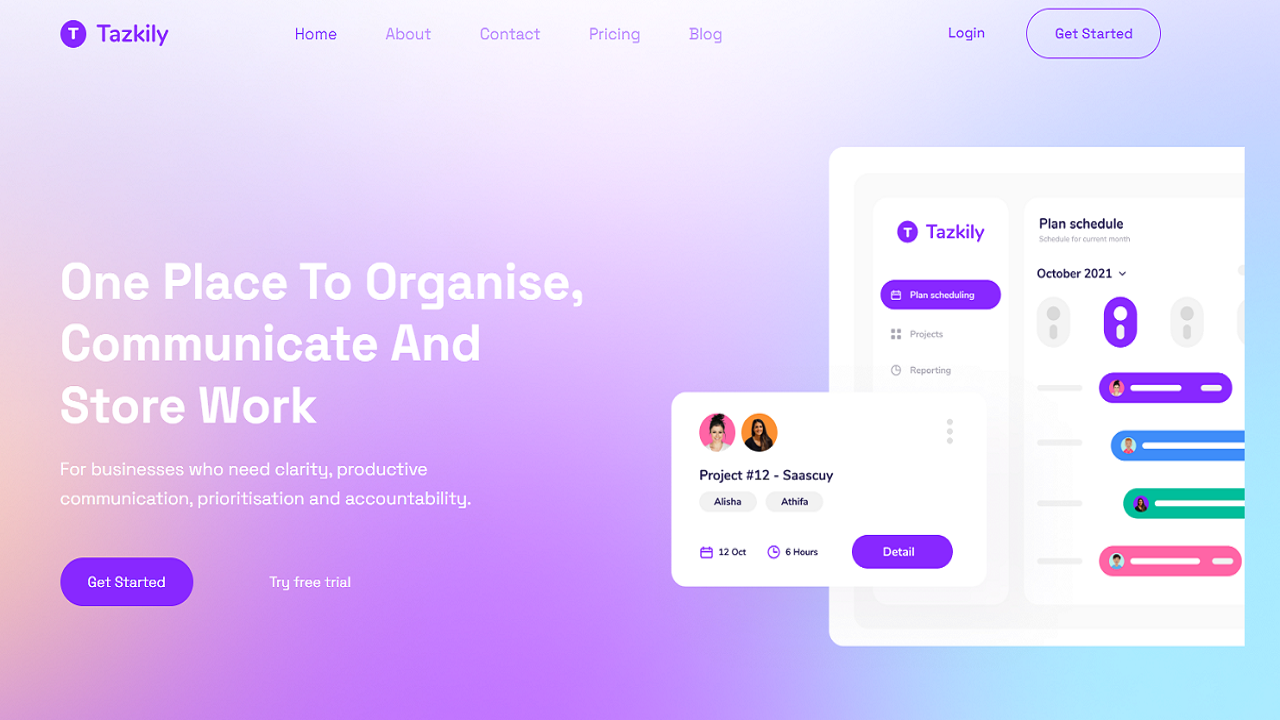 T Tazkily
Home About Contact Pricing Blog
Login Get Started
One Place To Organise,
Communicate And
Store Work
For businesses who need clarity, productive
communication, prioritisation and accountability.
Get Started Try free trial
T Tazkily
Plan scheduling
Projects
Reporting
Plan schedule
Schedule for current month
October 2021
Project #12 - Saascuy
Alisha Athifa
12 Oct 6 Hours Detail